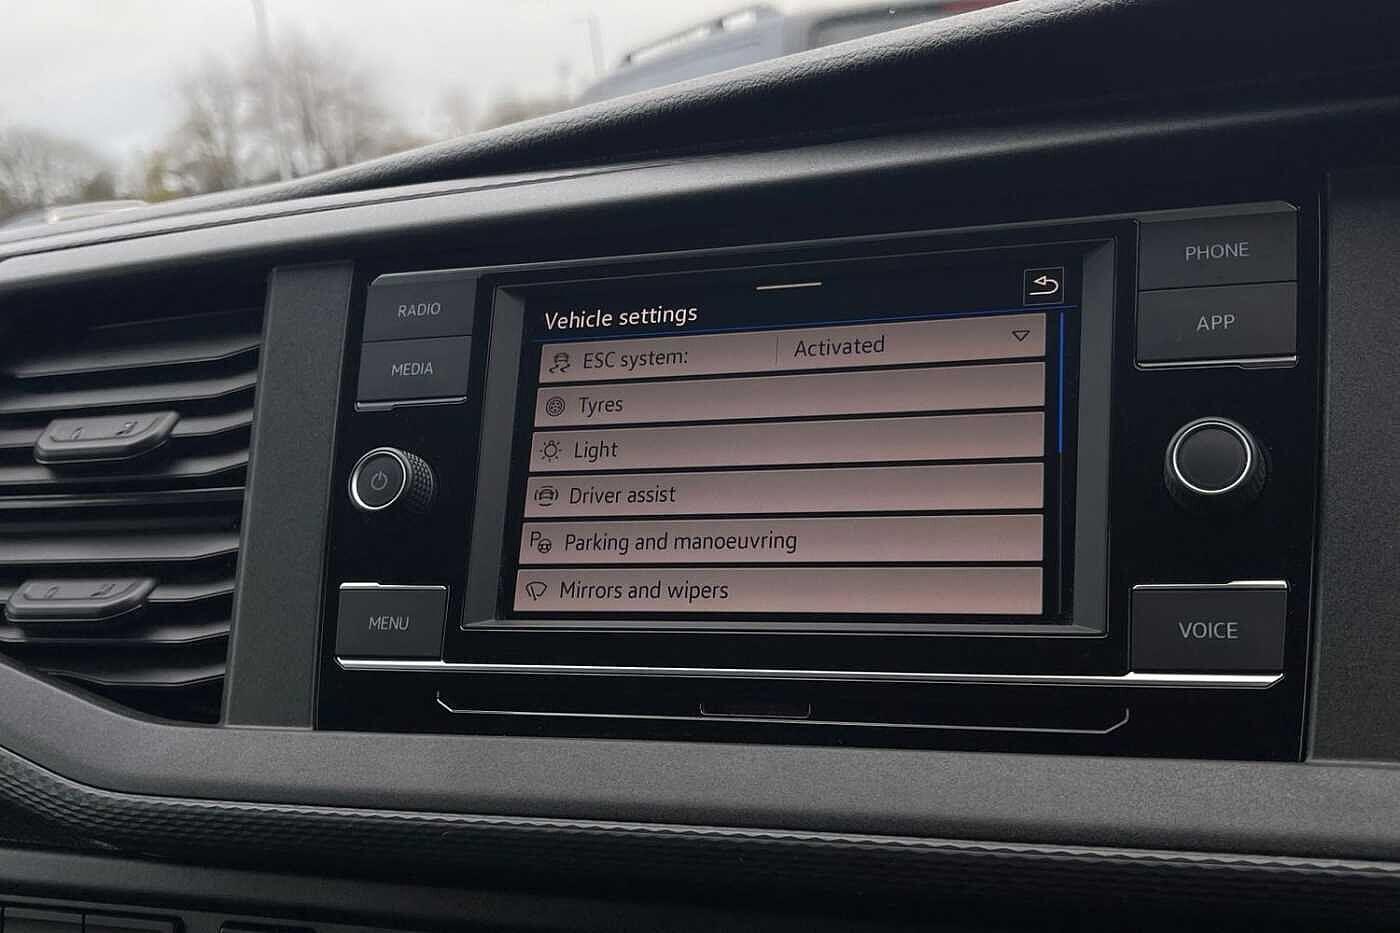 RADIO
MEDIA
MENU
Vehicle settings
ESC system: Activated
Tyres
Light
Driver assist
Parking and manoeuvring
Mirrors and wipers
PHONE
APP
VOICE